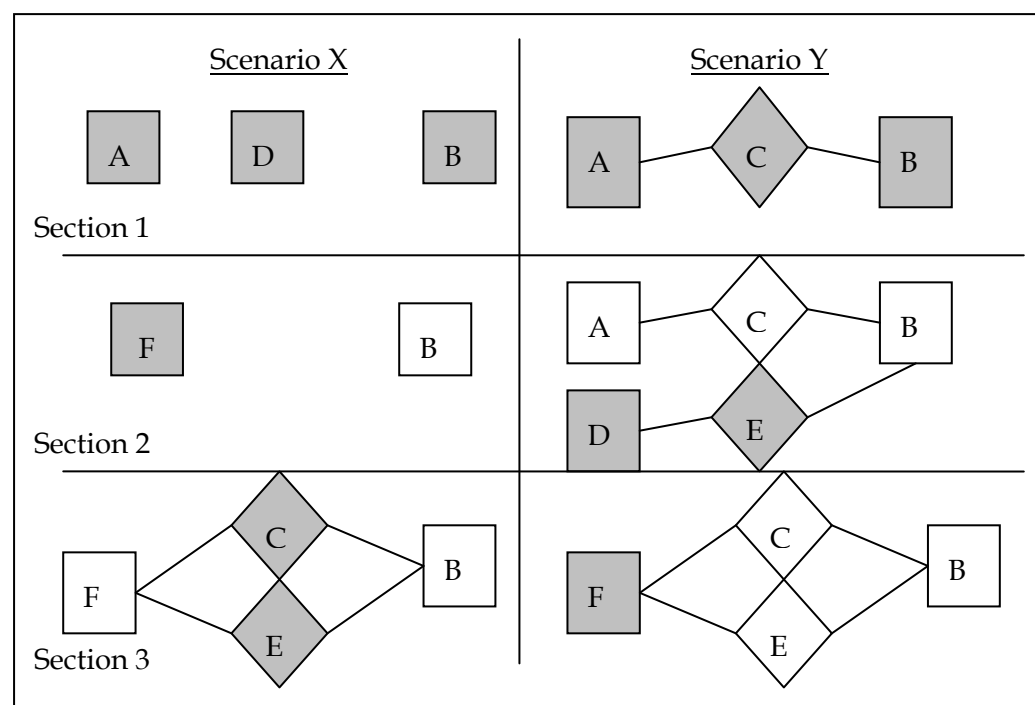 Scenario X
Scenario Y
A D B
A C B
Section 1
F B
A C B
D E
Section 2
F C B
E
F C B
E
Section 3